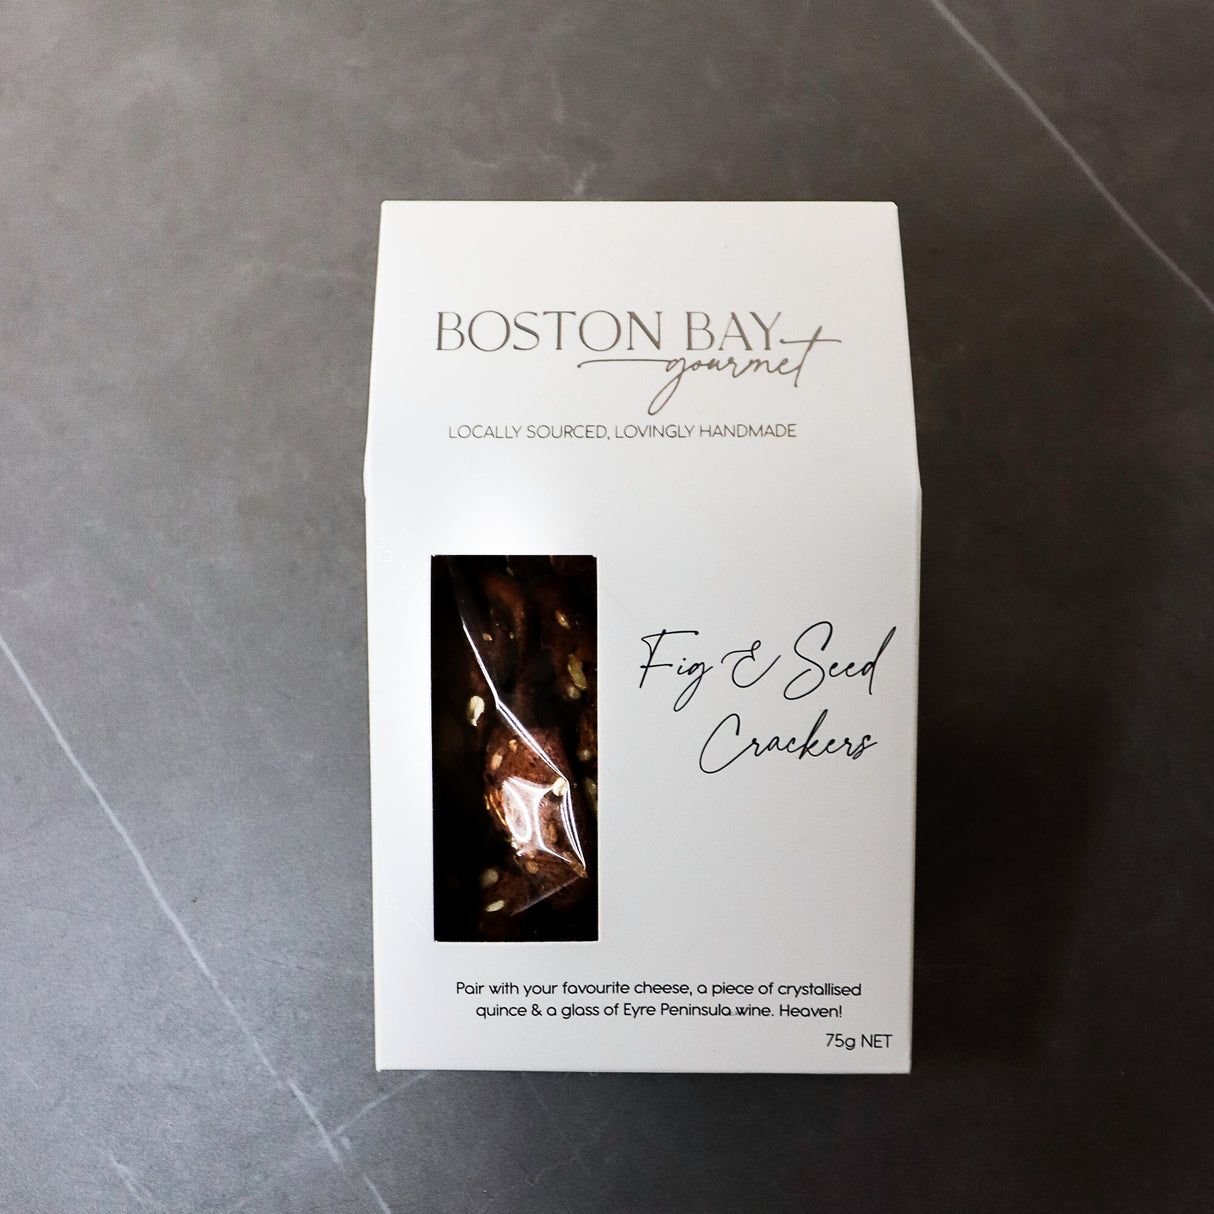 BOSTON BAY
gourmet
LOCALLY SOURCED, LOVINGLY HANDMADE
Fig & Seed
Crackers
Pair with your favourite cheese, a piece of crystallised
quince & a glass of Eyre Peninsula wine. Heaven!
75g NET